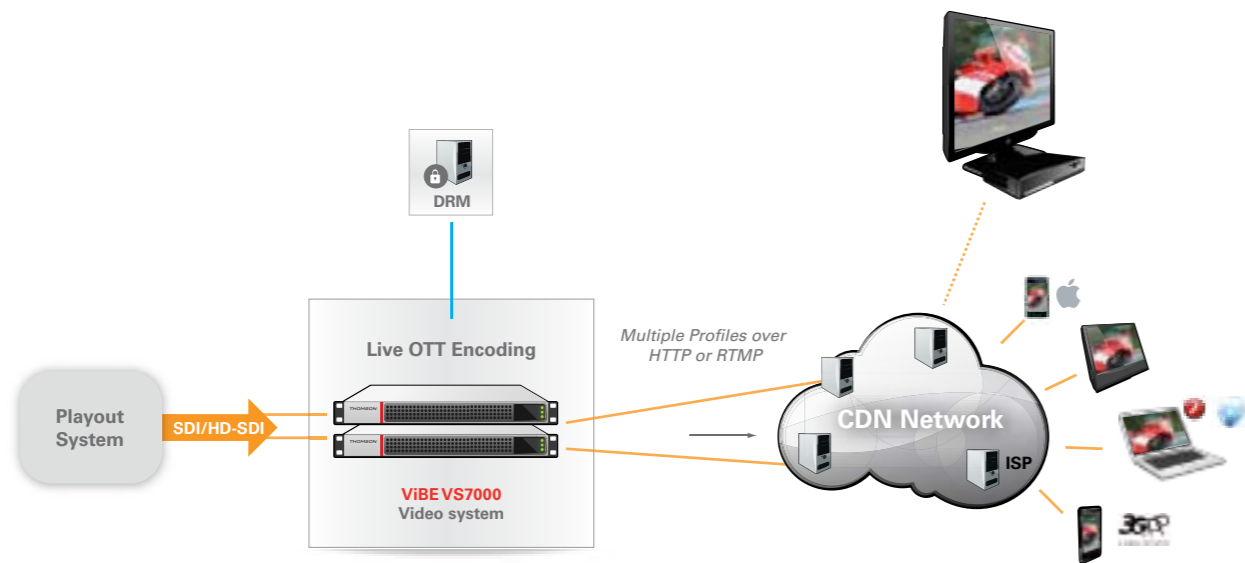 DRM
Live OTT Encoding
Multiple Profiles over
HTTP or RTMP
Playout
System
SDI/HD-SDI
THOMSON
THOMSON
CDN Network
ISP
ViBE VS7000
Video system
3GPP